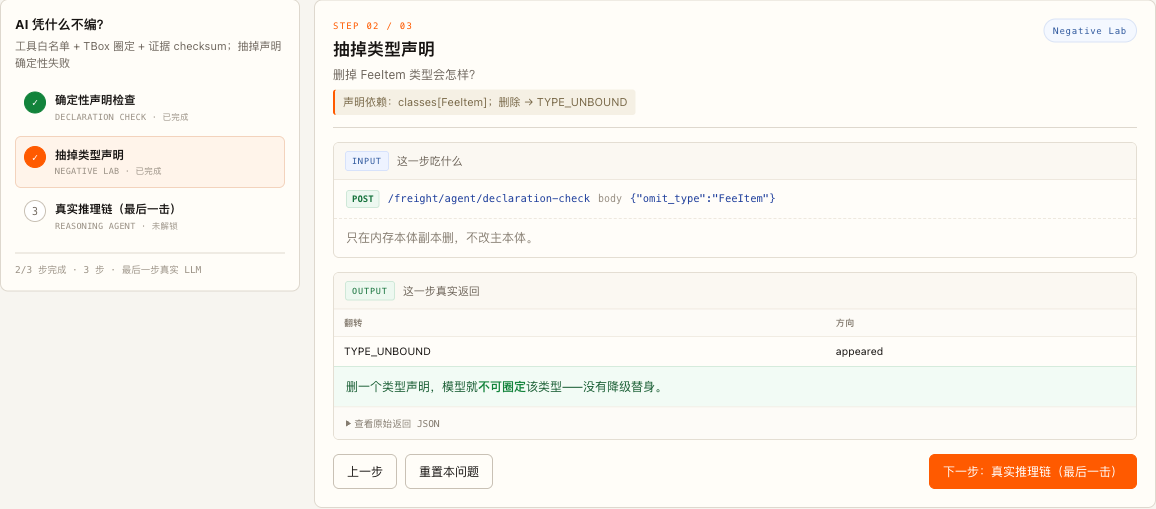 AI 凭什么不编?
工具白名单 + TBox 圈定 + 证据 checksum；抽掉声明
确定性失败
✓
确定性声明检查
DECLARATION CHECK · 已完成
✓
抽掉类型声明
NEGATIVE LAB · 已完成
3
真实推理链（最后一击）
REASONING AGENT · 未解锁
2/3 步完成 · 3 步 · 最后一步真实 LLM
STEP 02 / 03
Negative Lab
抽掉类型声明
删掉 FeeItem 类型会怎样?
声明依赖：classes[FeeItem]；删除 → TYPE_UNBOUND
INPUT 这一步吃什么
POST /freight/agent/declaration-check body {"omit_type":"FeeItem"}
只在内存本体副本删，不改主本体。
OUTPUT 这一步真实返回
翻转 方向
TYPE_UNBOUND appeared
删一个类型声明，模型就不可圈定该类型——没有降级替身。
▶ 查看原始返回 JSON
上一步 重置本问题 下一步：真实推理链（最后一击）